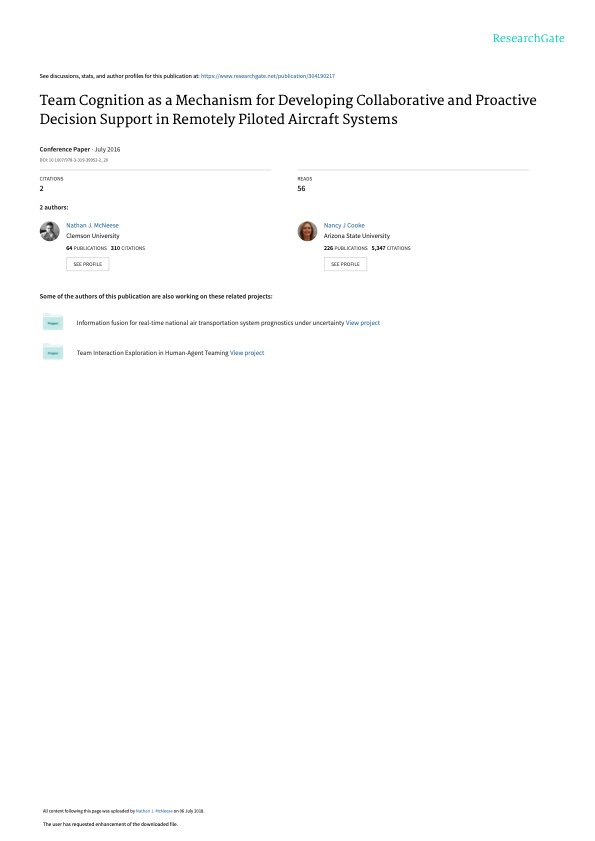 ResearchGate
See discussions, stats, and author profiles for this publication at: https://www.researchgate.net/publication/304190217
Team Cognition as a Mechanism for Developing Collaborative and Proactive
Decision Support in Remotely Piloted Aircraft Systems
Conference Paper · July 2016
DOI: 10.1007/978-3-319-39952-2_20
CITATIONS
2
READS
56
2 authors:
Nathan J. McNeese
Clemson University
64 PUBLICATIONS 310 CITATIONS
SEE PROFILE
Nancy J Cooke
Arizona State University
226 PUBLICATIONS 5,347 CITATIONS
SEE PROFILE
Some of the authors of this publication are also working on these related projects:
Project
Information fusion for real-time national air transportation system prognostics under uncertainty View project
Project
Team Interaction Exploration in Human-Agent Teaming View project
All content following this page was uploaded by Nathan J. McNeese on 06 July 2018.
The user has requested enhancement of the downloaded file.